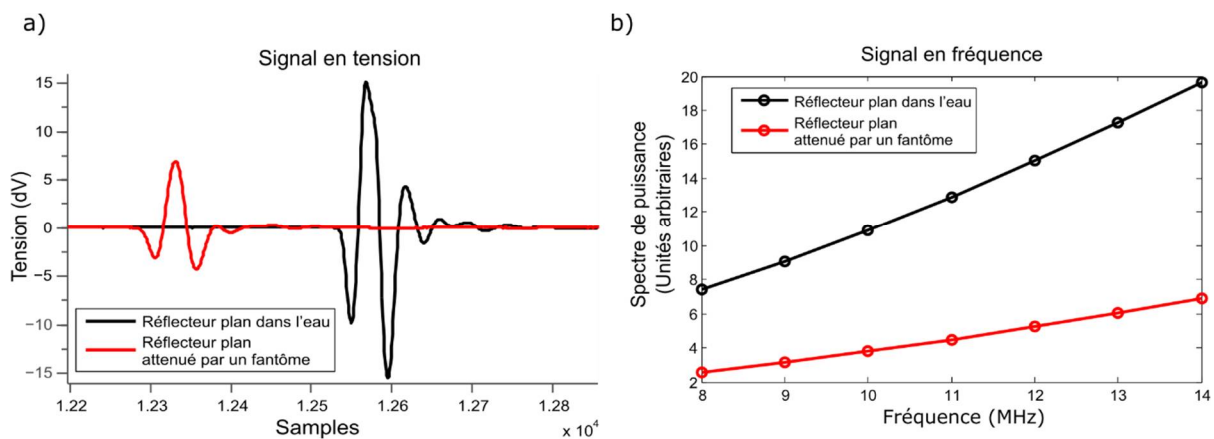 a)
Signal en tension
15
10
5
0
−5
−10
−15
Tension (dV)
Réflecteur plan dans l'eau
Réflecteur plan
attenué par un fantôme
1.22
1.23
1.24
1.25
1.26
1.27
1.28
Samples
x 10⁴
b)
Signal en fréquence
20
18
16
14
12
10
8
6
4
2
Spectre de puissance
(Unités arbitraires)
Réflecteur plan dans l'eau
Réflecteur plan
attenué par un fantôme
8
9
10
11
12
13
14
Fréquence (MHz)